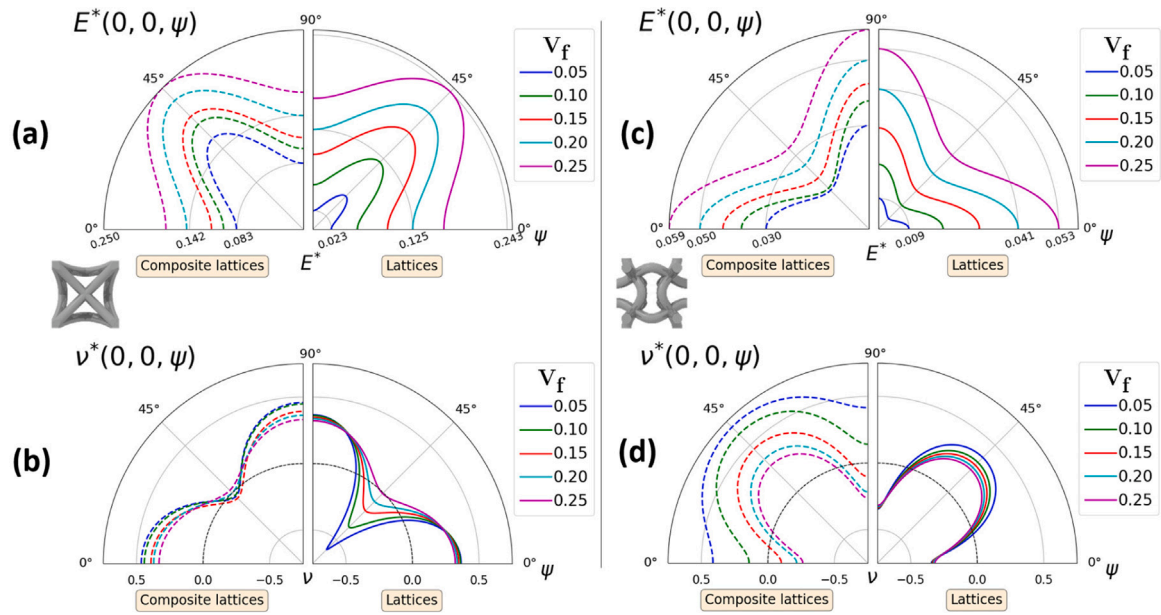 (a)
E*(0, 0, ψ)
90°
45°
45°
0°
0°
0.250
0.142
0.083
E*
0.023
0.125
0.243
ψ
Composite lattices
Lattices
V_f
0.05
0.10
0.15
0.20
0.25
(c)
E*(0, 0, ψ)
90°
45°
45°
0°
0°
0.059
0.050
0.030
E*
0.009
0.041
0.053
ψ
Composite lattices
Lattices
V_f
0.05
0.10
0.15
0.20
0.25
(b)
ν*(0, 0, ψ)
90°
45°
45°
0°
0°
0.5
0.0
−0.5
ν
−0.5
0.0
0.5
ψ
Composite lattices
Lattices
V_f
0.05
0.10
0.15
0.20
0.25
(d)
ν*(0, 0, ψ)
90°
45°
45°
0°
0°
0.5
0.0
−0.5
ν
−0.5
0.0
0.5
ψ
Composite lattices
Lattices
V_f
0.05
0.10
0.15
0.20
0.25